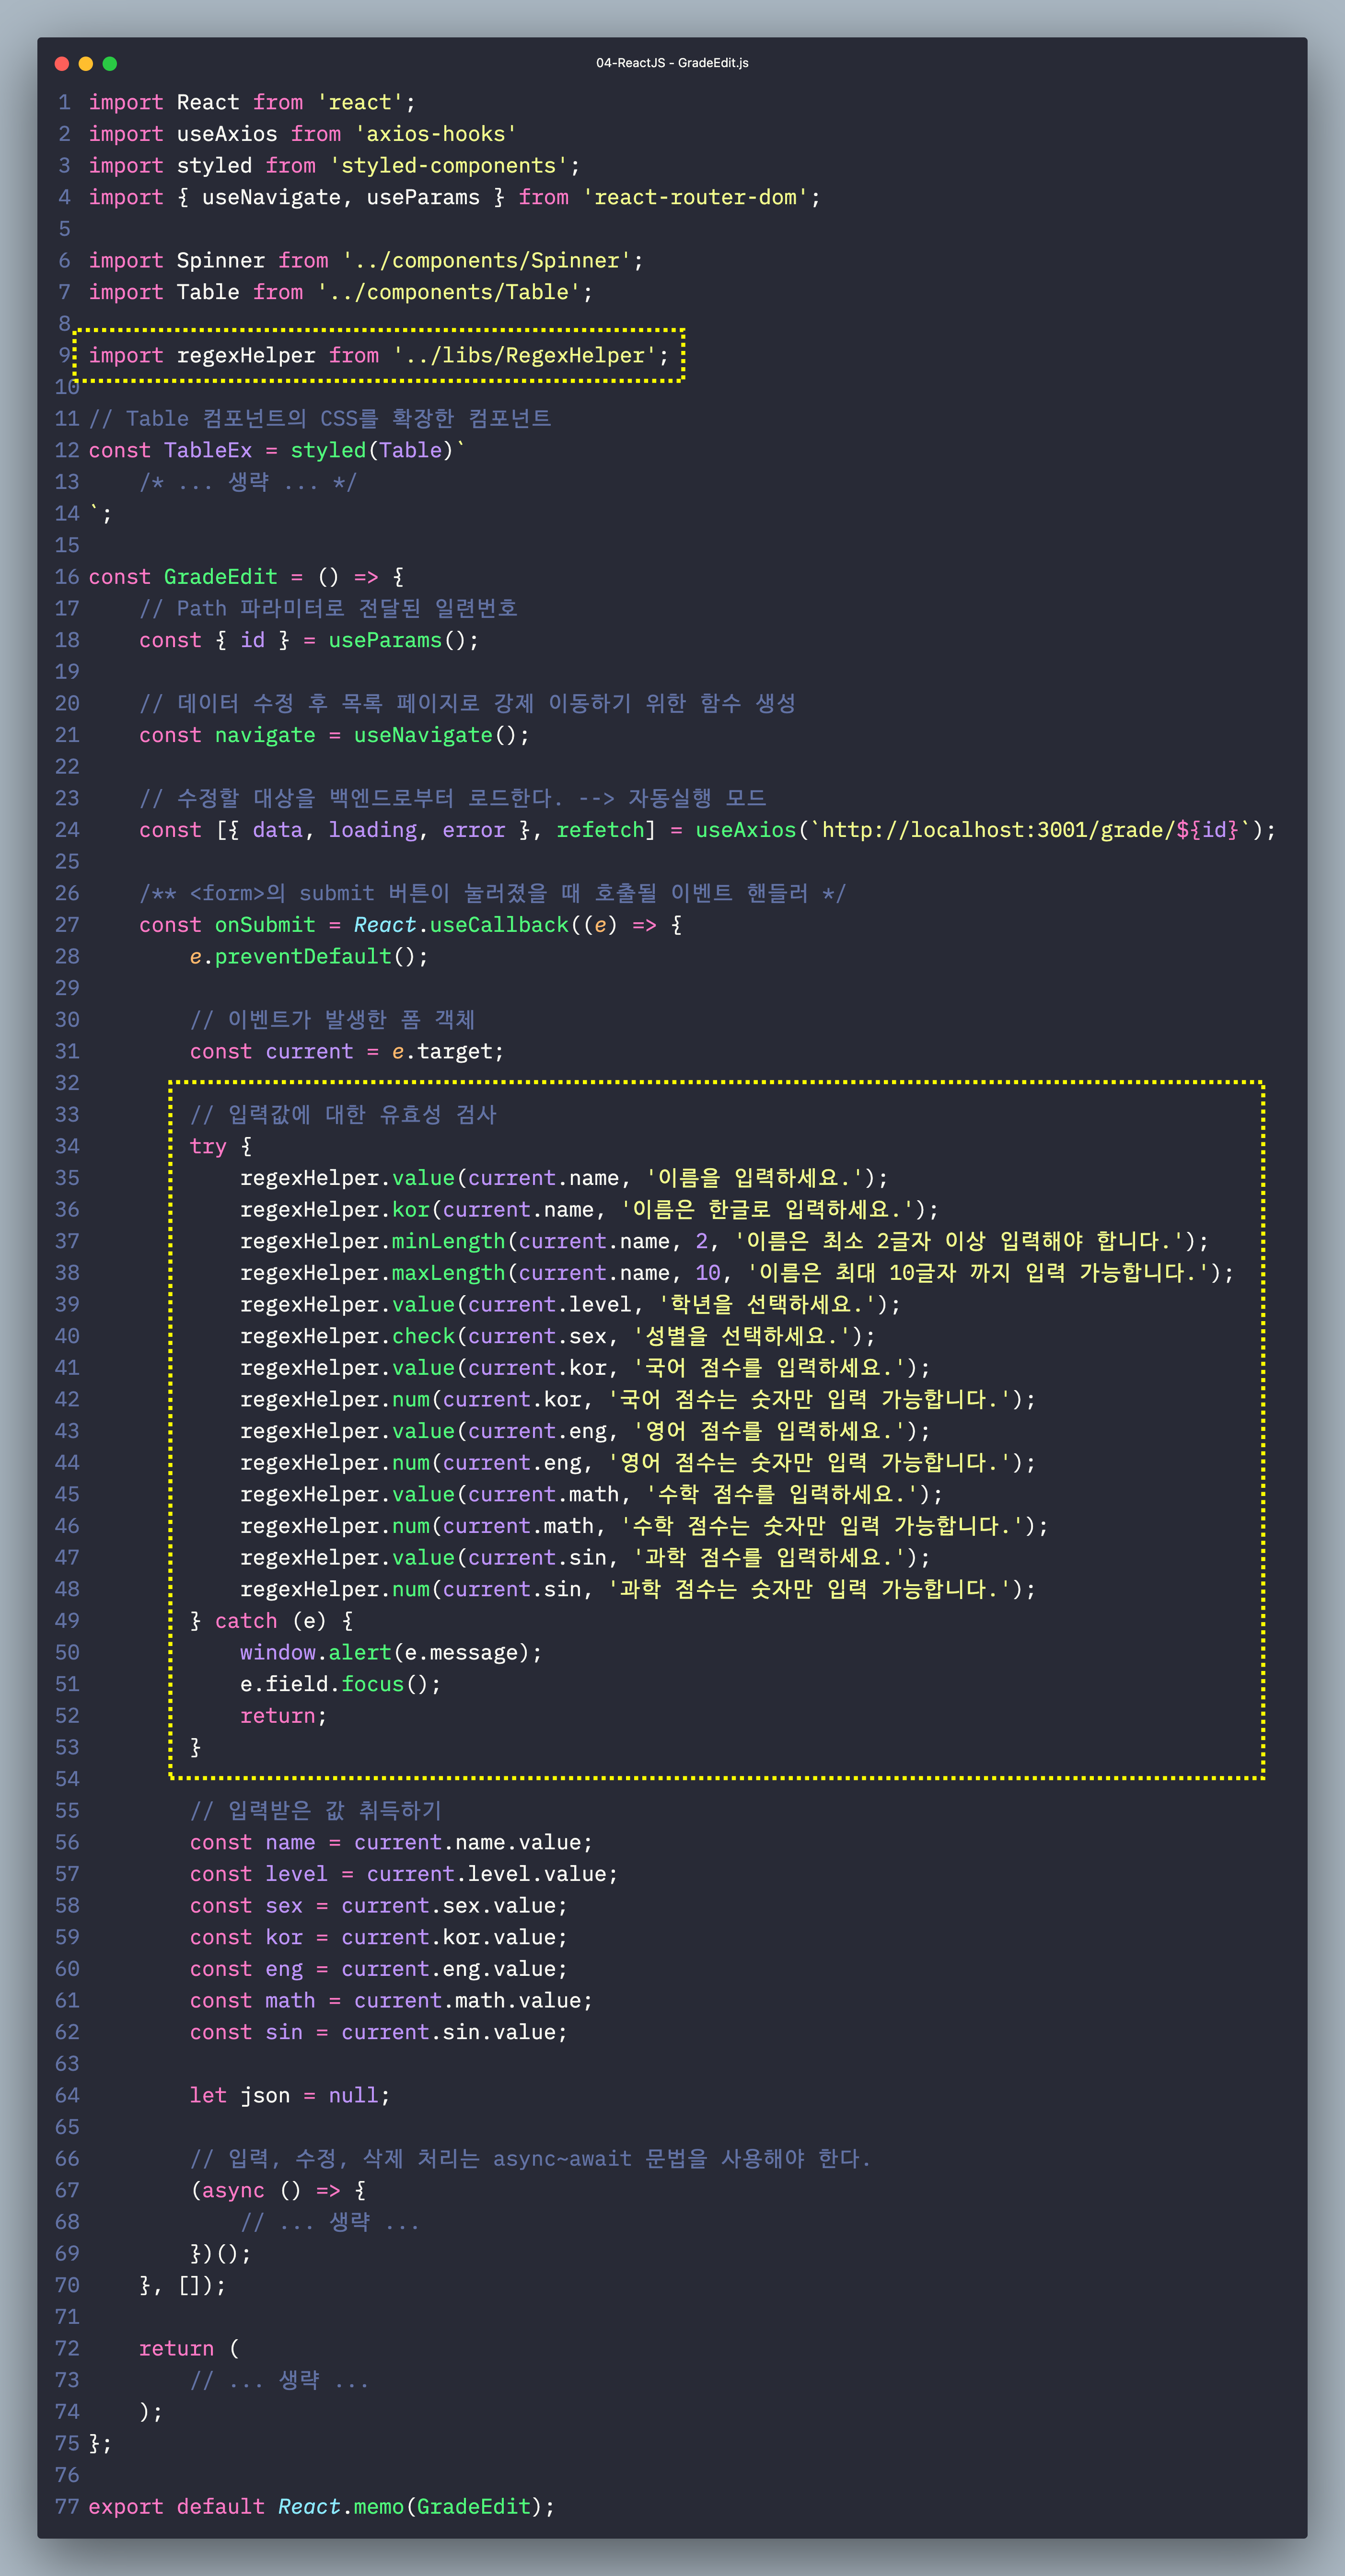 04-ReactJS - GradeEdit.js
1 import React from 'react';
2 import useAxios from 'axios-hooks'
3 import styled from 'styled-components';
4 import { useNavigate, useParams } from 'react-router-dom';
5
6 import Spinner from '../components/Spinner';
7 import Table from '../components/Table';
8
9 import regexHelper from '../libs/RegexHelper';
10
11 // Table 컴포넌트의 CSS를 확장한 컴포넌트
12 const TableEx = styled(Table)`
13     /* ... 생략 ... */
14 `;
15
16 const GradeEdit = () => {
17     // Path 파라미터로 전달된 일련번호
18     const { id } = useParams();
19
20     // 데이터 수정 후 목록 페이지로 강제 이동하기 위한 함수 생성
21     const navigate = useNavigate();
22
23     // 수정할 대상을 백엔드로부터 로드한다. --> 자동실행 모드
24     const [{ data, loading, error }, refetch] = useAxios(`http://localhost:3001/grade/${id}`);
25
26     /** <form>의 submit 버튼이 눌러졌을 때 호출될 이벤트 핸들러 */
27     const onSubmit = React.useCallback((e) => {
28         e.preventDefault();
29
30         // 이벤트가 발생한 폼 객체
31         const current = e.target;
32
33         // 입력값에 대한 유효성 검사
34         try {
35             regexHelper.value(current.name, '이름을 입력하세요.');
36             regexHelper.kor(current.name, '이름은 한글로 입력하세요.');
37             regexHelper.minLength(current.name, 2, '이름은 최소 2글자 이상 입력해야 합니다.');
38             regexHelper.maxLength(current.name, 10, '이름은 최대 10글자 까지 입력 가능합니다.');
39             regexHelper.value(current.level, '학년을 선택하세요.');
40             regexHelper.check(current.sex, '성별을 선택하세요.');
41             regexHelper.value(current.kor, '국어 점수를 입력하세요.');
42             regexHelper.num(current.kor, '국어 점수는 숫자만 입력 가능합니다.');
43             regexHelper.value(current.eng, '영어 점수를 입력하세요.');
44             regexHelper.num(current.eng, '영어 점수는 숫자만 입력 가능합니다.');
45             regexHelper.value(current.math, '수학 점수를 입력하세요.');
46             regexHelper.num(current.math, '수학 점수는 숫자만 입력 가능합니다.');
47             regexHelper.value(current.sin, '과학 점수를 입력하세요.');
48             regexHelper.num(current.sin, '과학 점수는 숫자만 입력 가능합니다.');
49         } catch (e) {
50             window.alert(e.message);
51             e.field.focus();
52             return;
53         }
54
55         // 입력받은 값 취득하기
56         const name = current.name.value;
57         const level = current.level.value;
58         const sex = current.sex.value;
59         const kor = current.kor.value;
60         const eng = current.eng.value;
61         const math = current.math.value;
62         const sin = current.sin.value;
63
64         let json = null;
65
66         // 입력, 수정, 삭제 처리는 async~await 문법을 사용해야 한다.
67         (async () => {
68             // ... 생략 ...
69         })();
70     }, []);
71
72     return (
73         // ... 생략 ...
74     );
75 };
76
77 export default React.memo(GradeEdit);